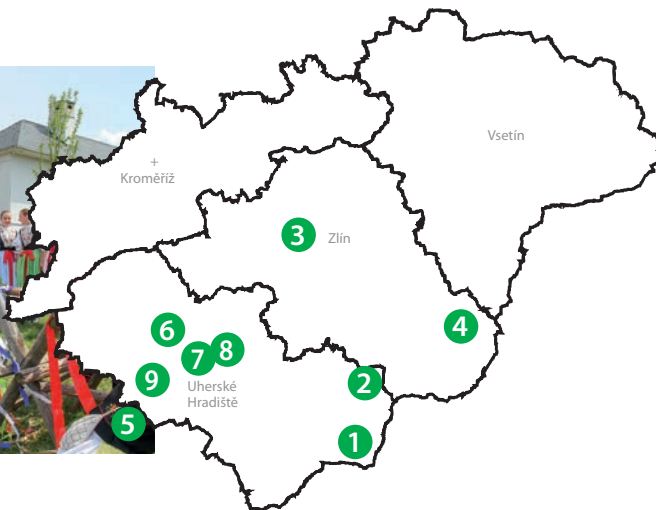 Vsetín
+
Kroměříž
3
Zlín
4
6
7
8
9
2
Uherské
Hradiště
5
1